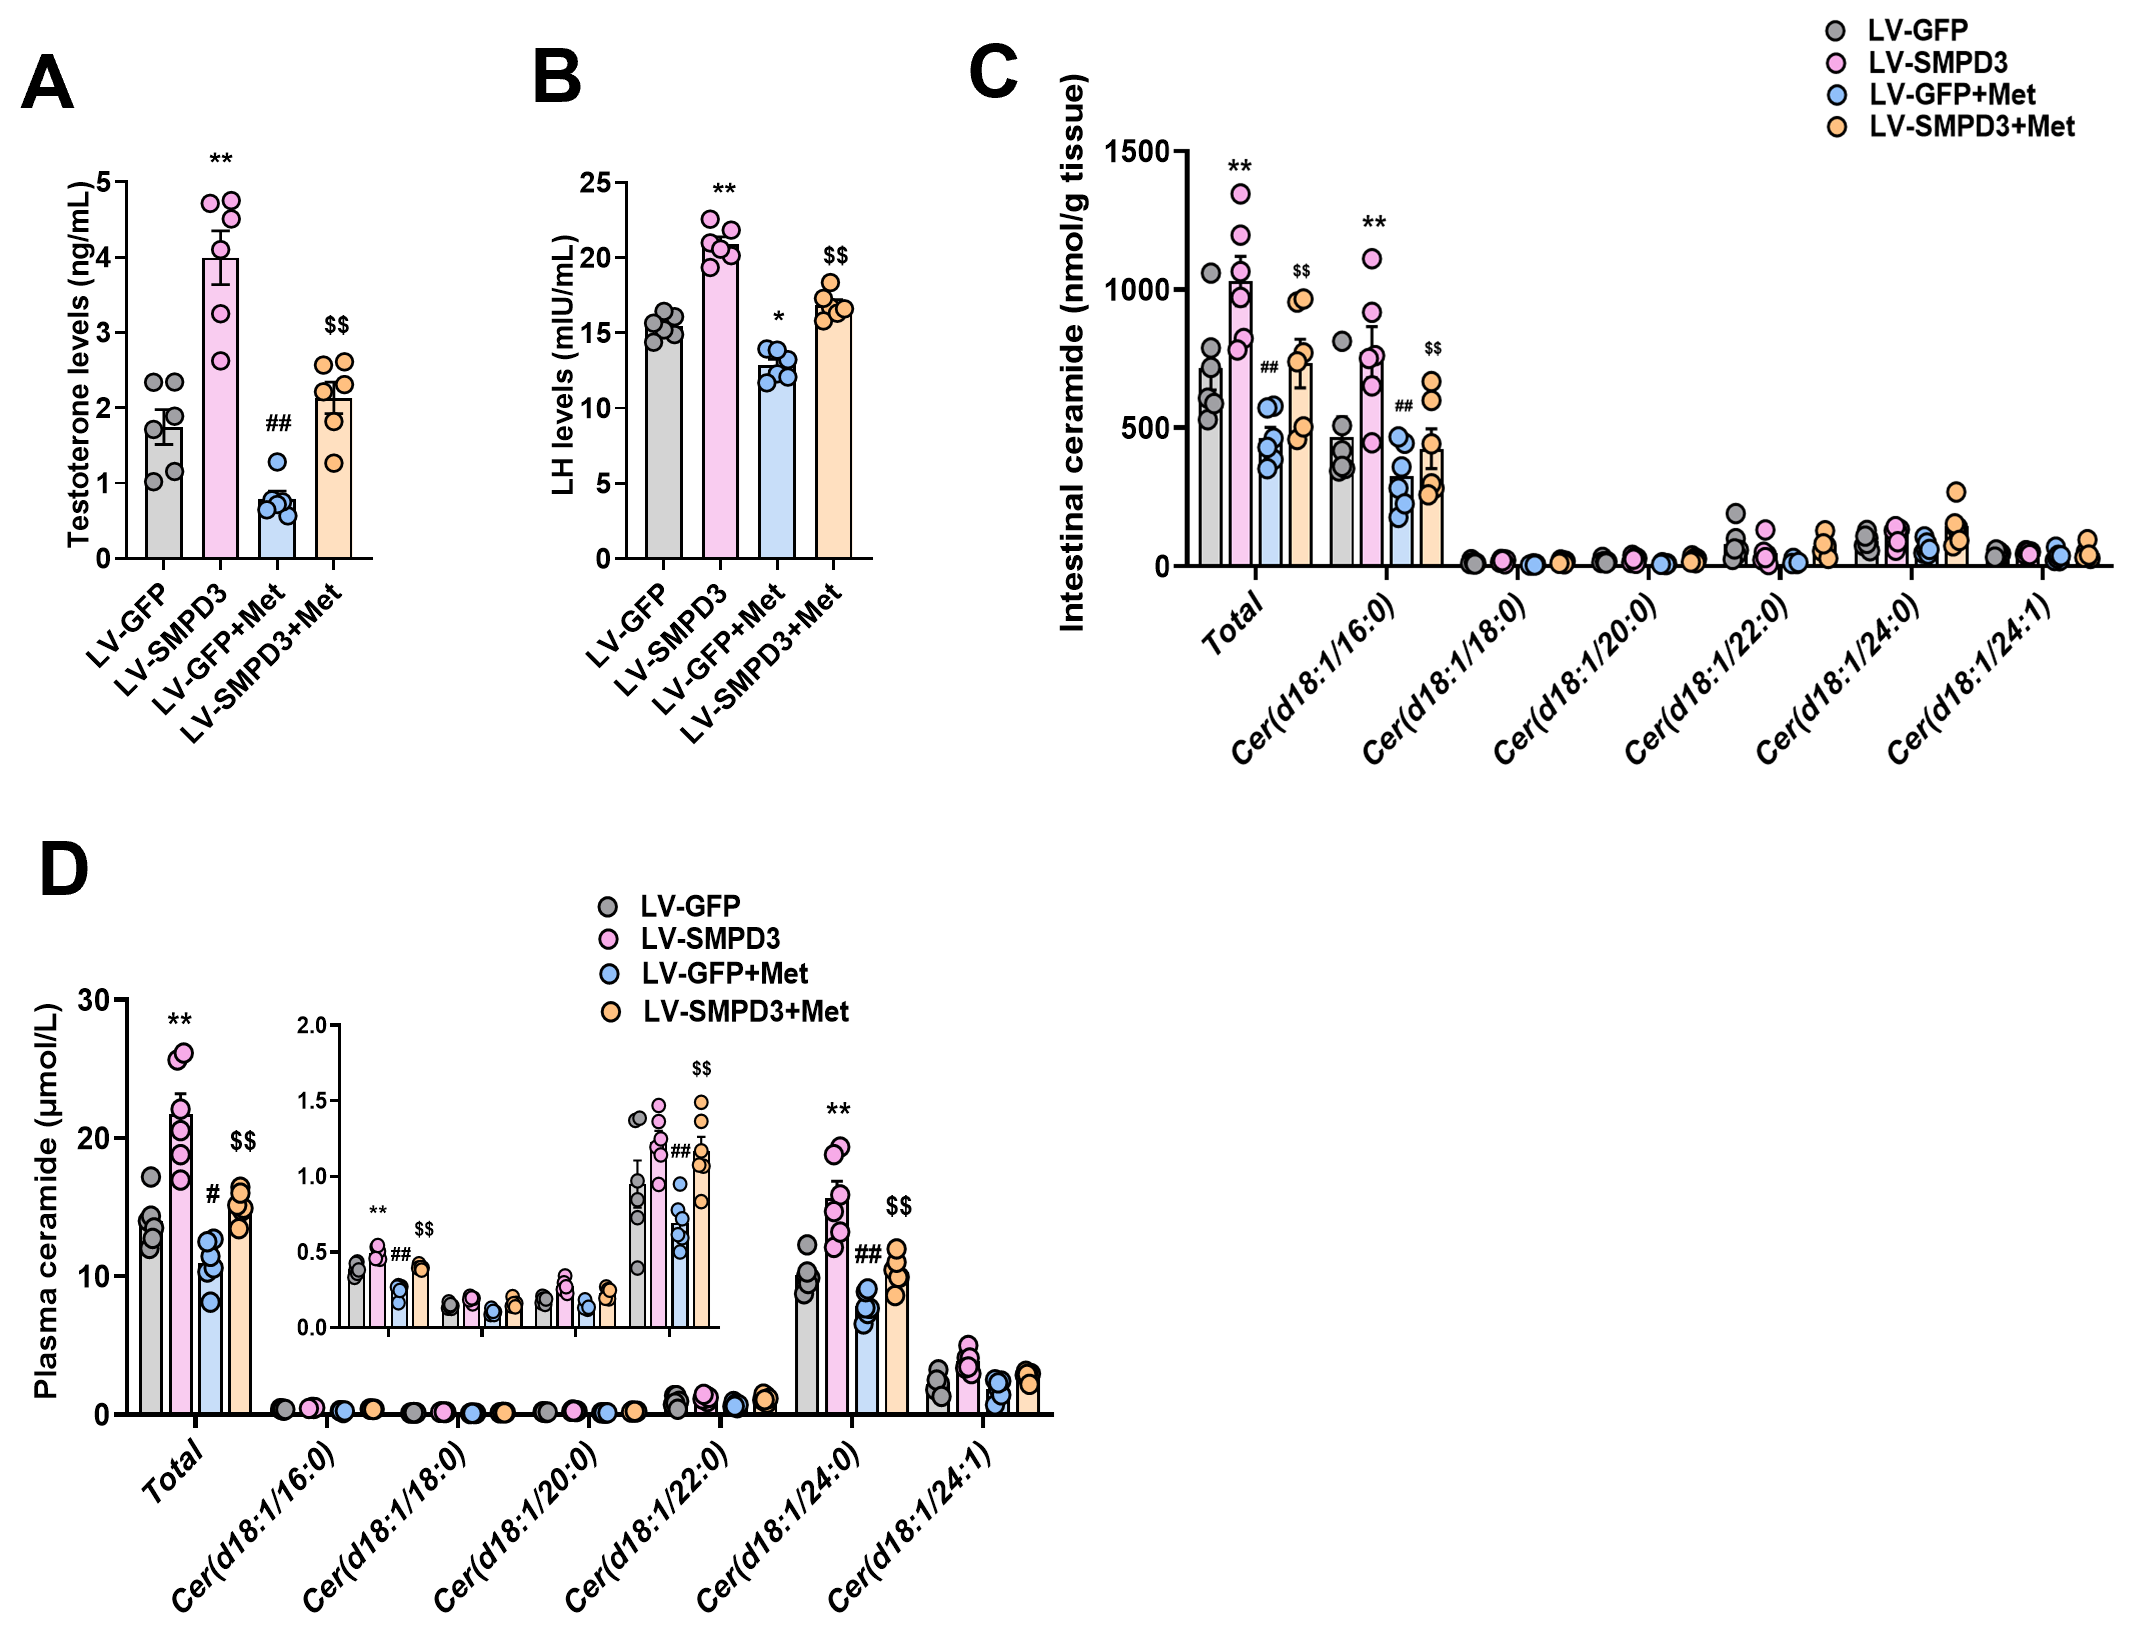 A
Testoterone levels (ng/mL)
5
4
3
2
1
0
**
##
$$
LV-GFP
LV-SMPD3
LV-GFP+Met
LV-SMPD3+Met
B
LH levels (mIU/mL)
25
20
15
10
5
0
**
*
$$
LV-GFP
LV-SMPD3
LV-GFP+Met
LV-SMPD3+Met
C
LV-GFP
LV-SMPD3
LV-GFP+Met
LV-SMPD3+Met
Intestinal ceramide (nmol/g tissue)
1500
1000
500
0
**
##
$$
**
##
$$
Total
Cer(d18:1/16:0)
Cer(d18:1/18:0)
Cer(d18:1/20:0)
Cer(d18:1/22:0)
Cer(d18:1/24:0)
Cer(d18:1/24:1)
D
LV-GFP
LV-SMPD3
LV-GFP+Met
LV-SMPD3+Met
Plasma ceramide (μmol/L)
30
20
10
0
**
#
$$
2.0
1.5
1.0
0.5
0.0
**
##
$$
##
$$
**
##
$$
Total
Cer(d18:1/16:0)
Cer(d18:1/18:0)
Cer(d18:1/20:0)
Cer(d18:1/22:0)
Cer(d18:1/24:0)
Cer(d18:1/24:1)